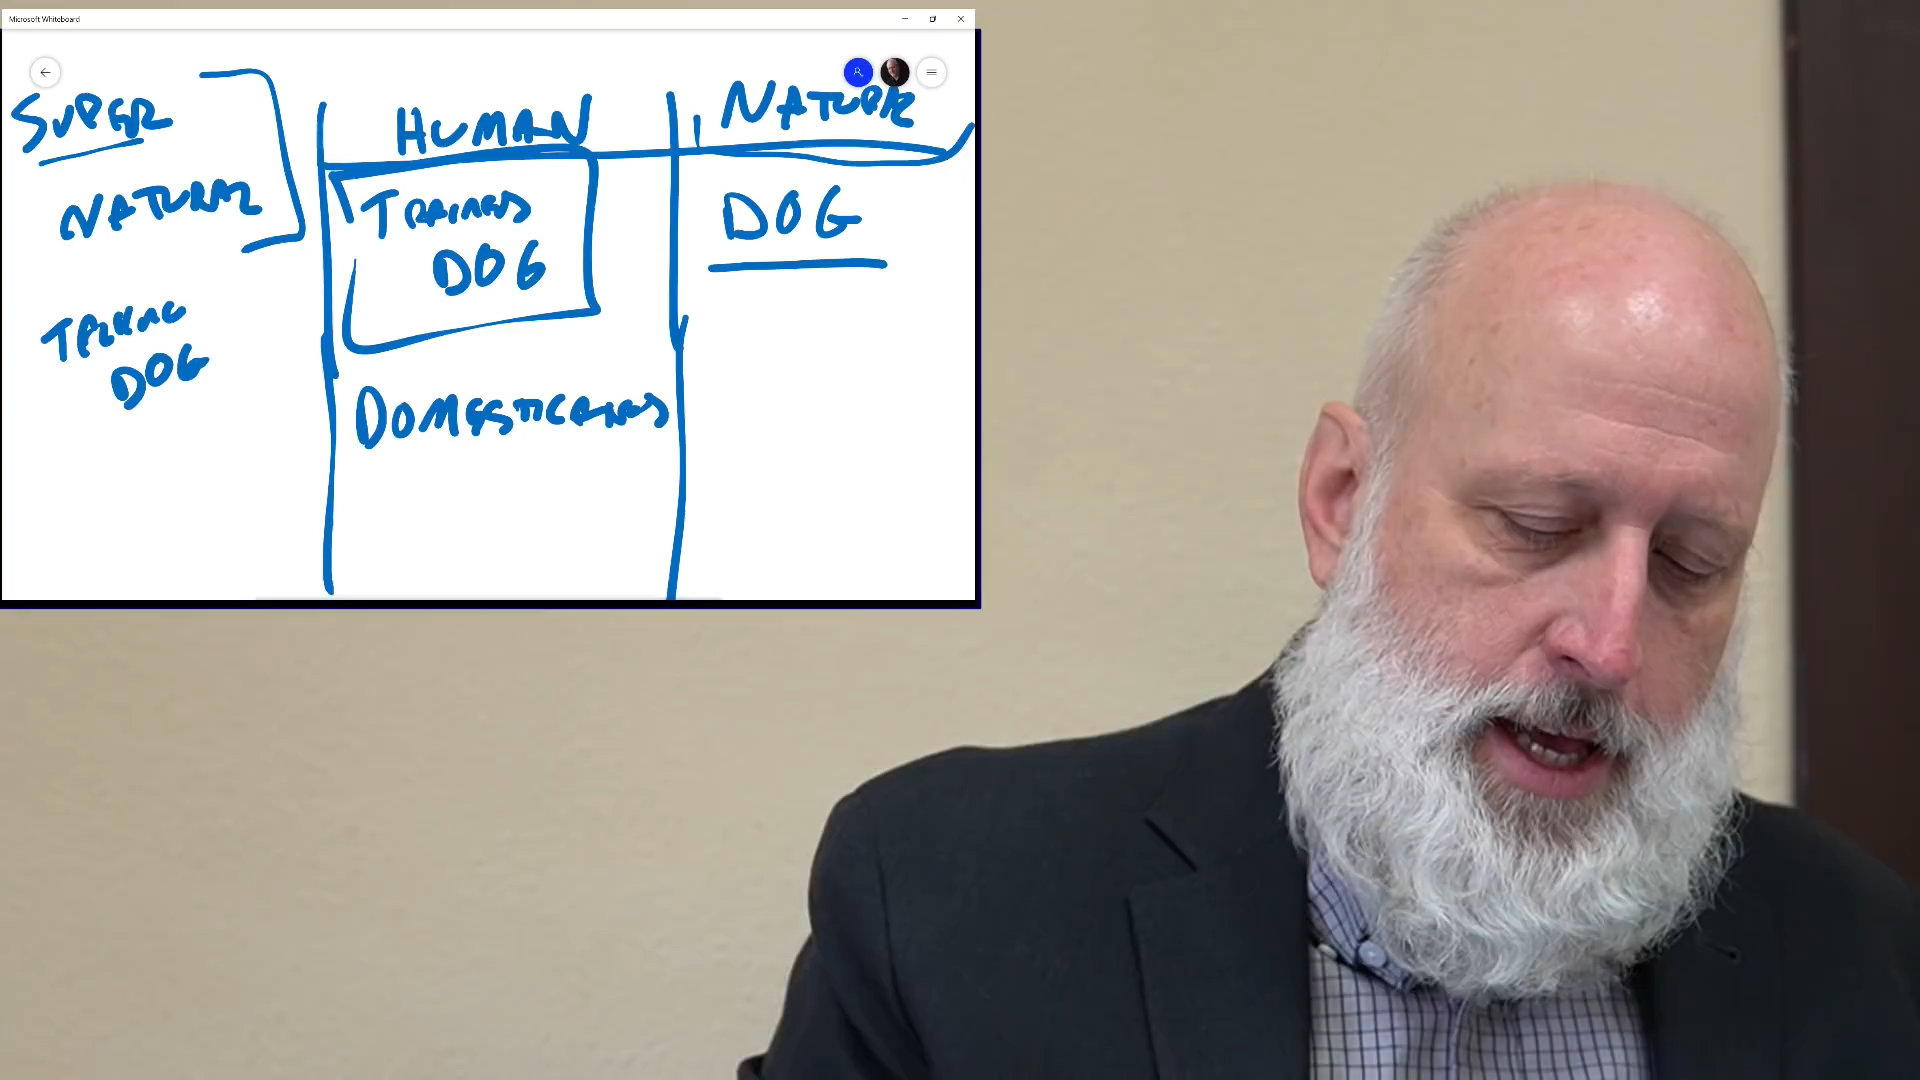 Microsoft Whiteboard
SUPER
NATURAL
TALKING
DOG
HUMAN
TRAINED
DOG
DOMESTICATED
NATURE
DOG